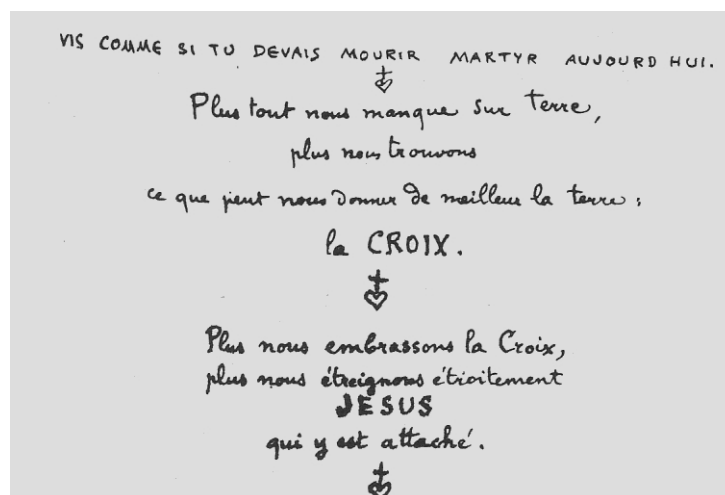 VIS COMME SI TU DEVAIS MOURIR MARTYR AUJOURD HUI.
Plus tout nous manque sur terre,
plus nous trouvons
ce que peut nous donner de meilleur la terre :
la CROIX.
Plus nous embrassons la Croix,
plus nous étreignons étroitement
JESUS
qui y est attaché.